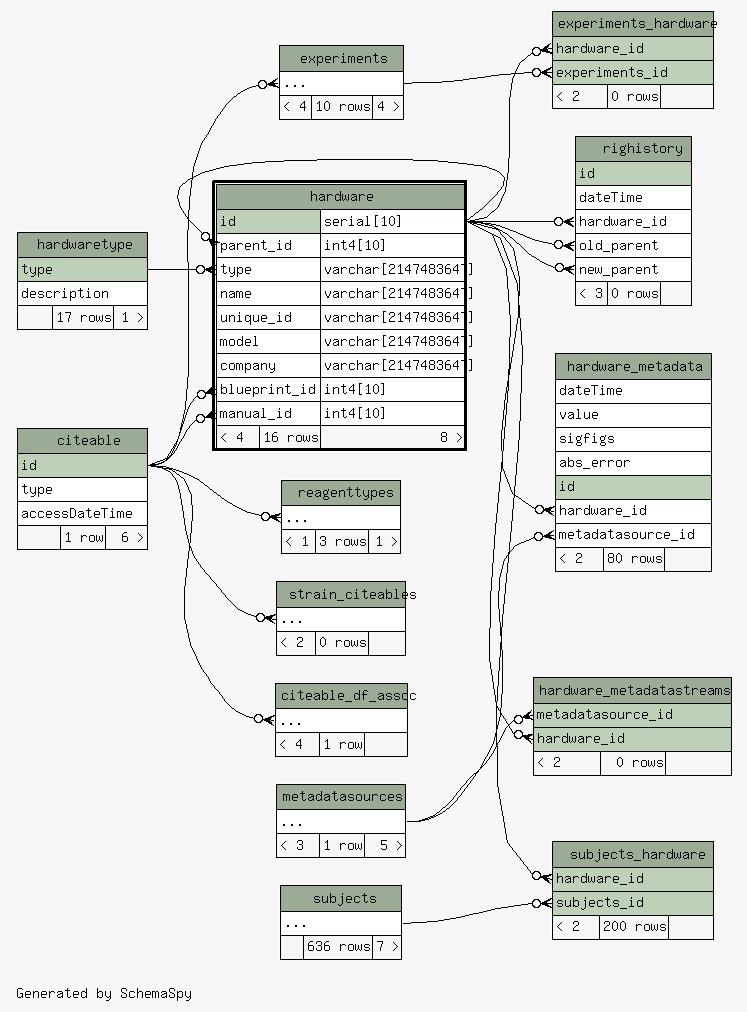 experiments_hardware
hardware_id
experiments_id
< 2 0 rows
experiments
...
< 4 10 rows 4 >
righistory
id
dateTime
hardware_id
old_parent
new_parent
< 3 0 rows
hardware
id serial[10]
parent_id int4[10]
type varchar[2147483647]
name varchar[2147483647]
unique_id varchar[2147483647]
model varchar[2147483647]
company varchar[2147483647]
blueprint_id int4[10]
manual_id int4[10]
< 4 16 rows 8 >
hardwaretype
type
description
17 rows 1 >
hardware_metadata
dateTime
value
sigfigs
abs_error
id
hardware_id
metadatasource_id
< 2 80 rows
citeable
id
type
accessDateTime
1 row 6 >
reagenttypes
...
< 1 3 rows 1 >
strain_citeables
...
< 2 0 rows
citeable_df_assoc
...
< 4 1 row
hardware_metadatastreams
metadatasource_id
hardware_id
< 2 0 rows
metadatasources
...
< 3 1 row 5 >
subjects_hardware
hardware_id
subjects_id
< 2 200 rows
subjects
...
636 rows 7 >
Generated by SchemaSpy